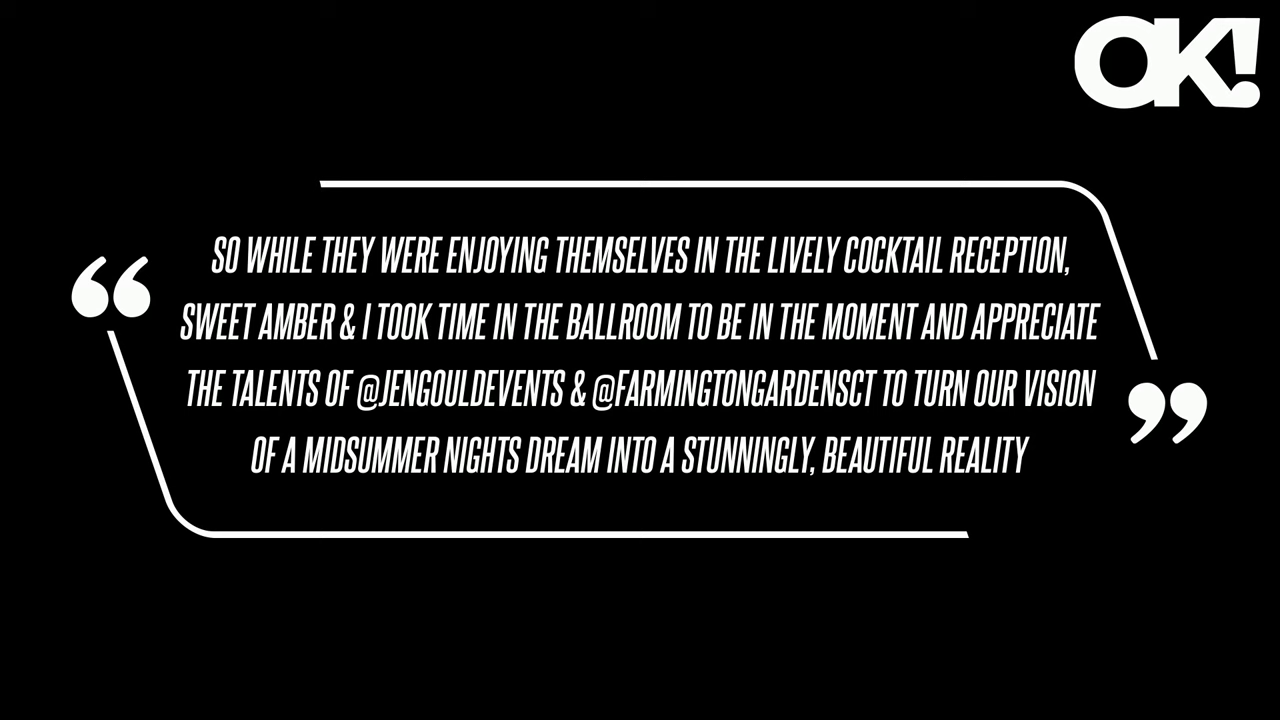 OK!
“
SO WHILE THEY WERE ENJOYING THEMSELVES IN THE LIVELY COCKTAIL RECEPTION,
SWEET AMBER & I TOOK TIME IN THE BALLROOM TO BE IN THE MOMENT AND APPRECIATE
THE TALENTS OF @JENGOULDEVENTS & @FARMINGTONGARDENSCT TO TURN OUR VISION
OF A MIDSUMMER NIGHTS DREAM INTO A STUNNINGLY, BEAUTIFUL REALITY
”